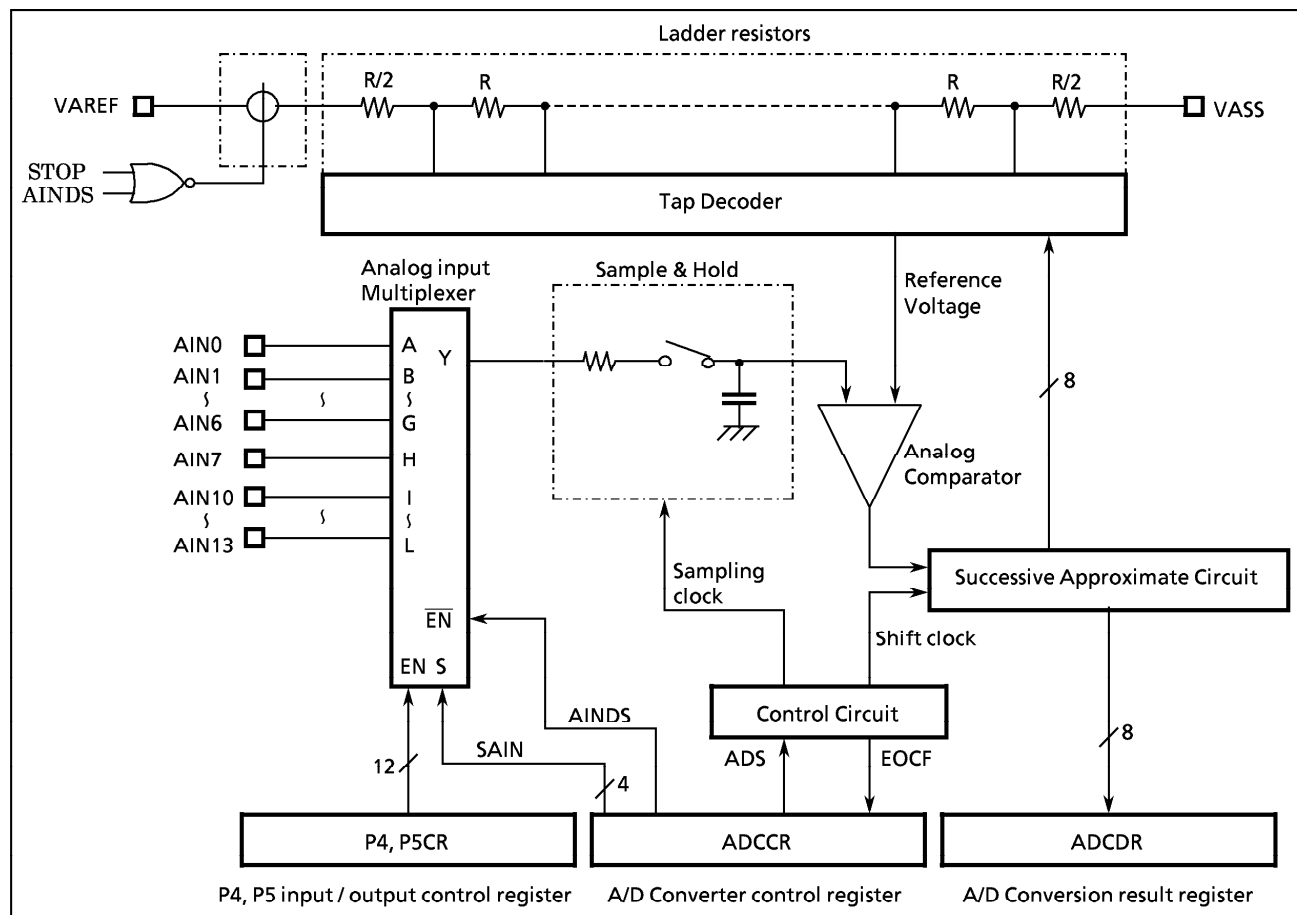 Ladder resistors
R/2
R
R
R/2
VAREF
VASS
STOP
AINDS
Tap Decoder
Analog input
Multiplexer
Sample & Hold
Reference
Voltage
AIN0
A
Y
AIN1
B
8
AIN6
G
AIN7
H
Analog
Comparator
AIN10
I
AIN13
L
Sampling
clock
Successive Approximate Circuit
EN
Shift clock
EN S
Control Circuit
AINDS
SAIN
ADS
EOCF
8
12
4
P4, P5CR
ADCCR
ADCDR
P4, P5 input / output control register
A/D Converter control register
A/D Conversion result register